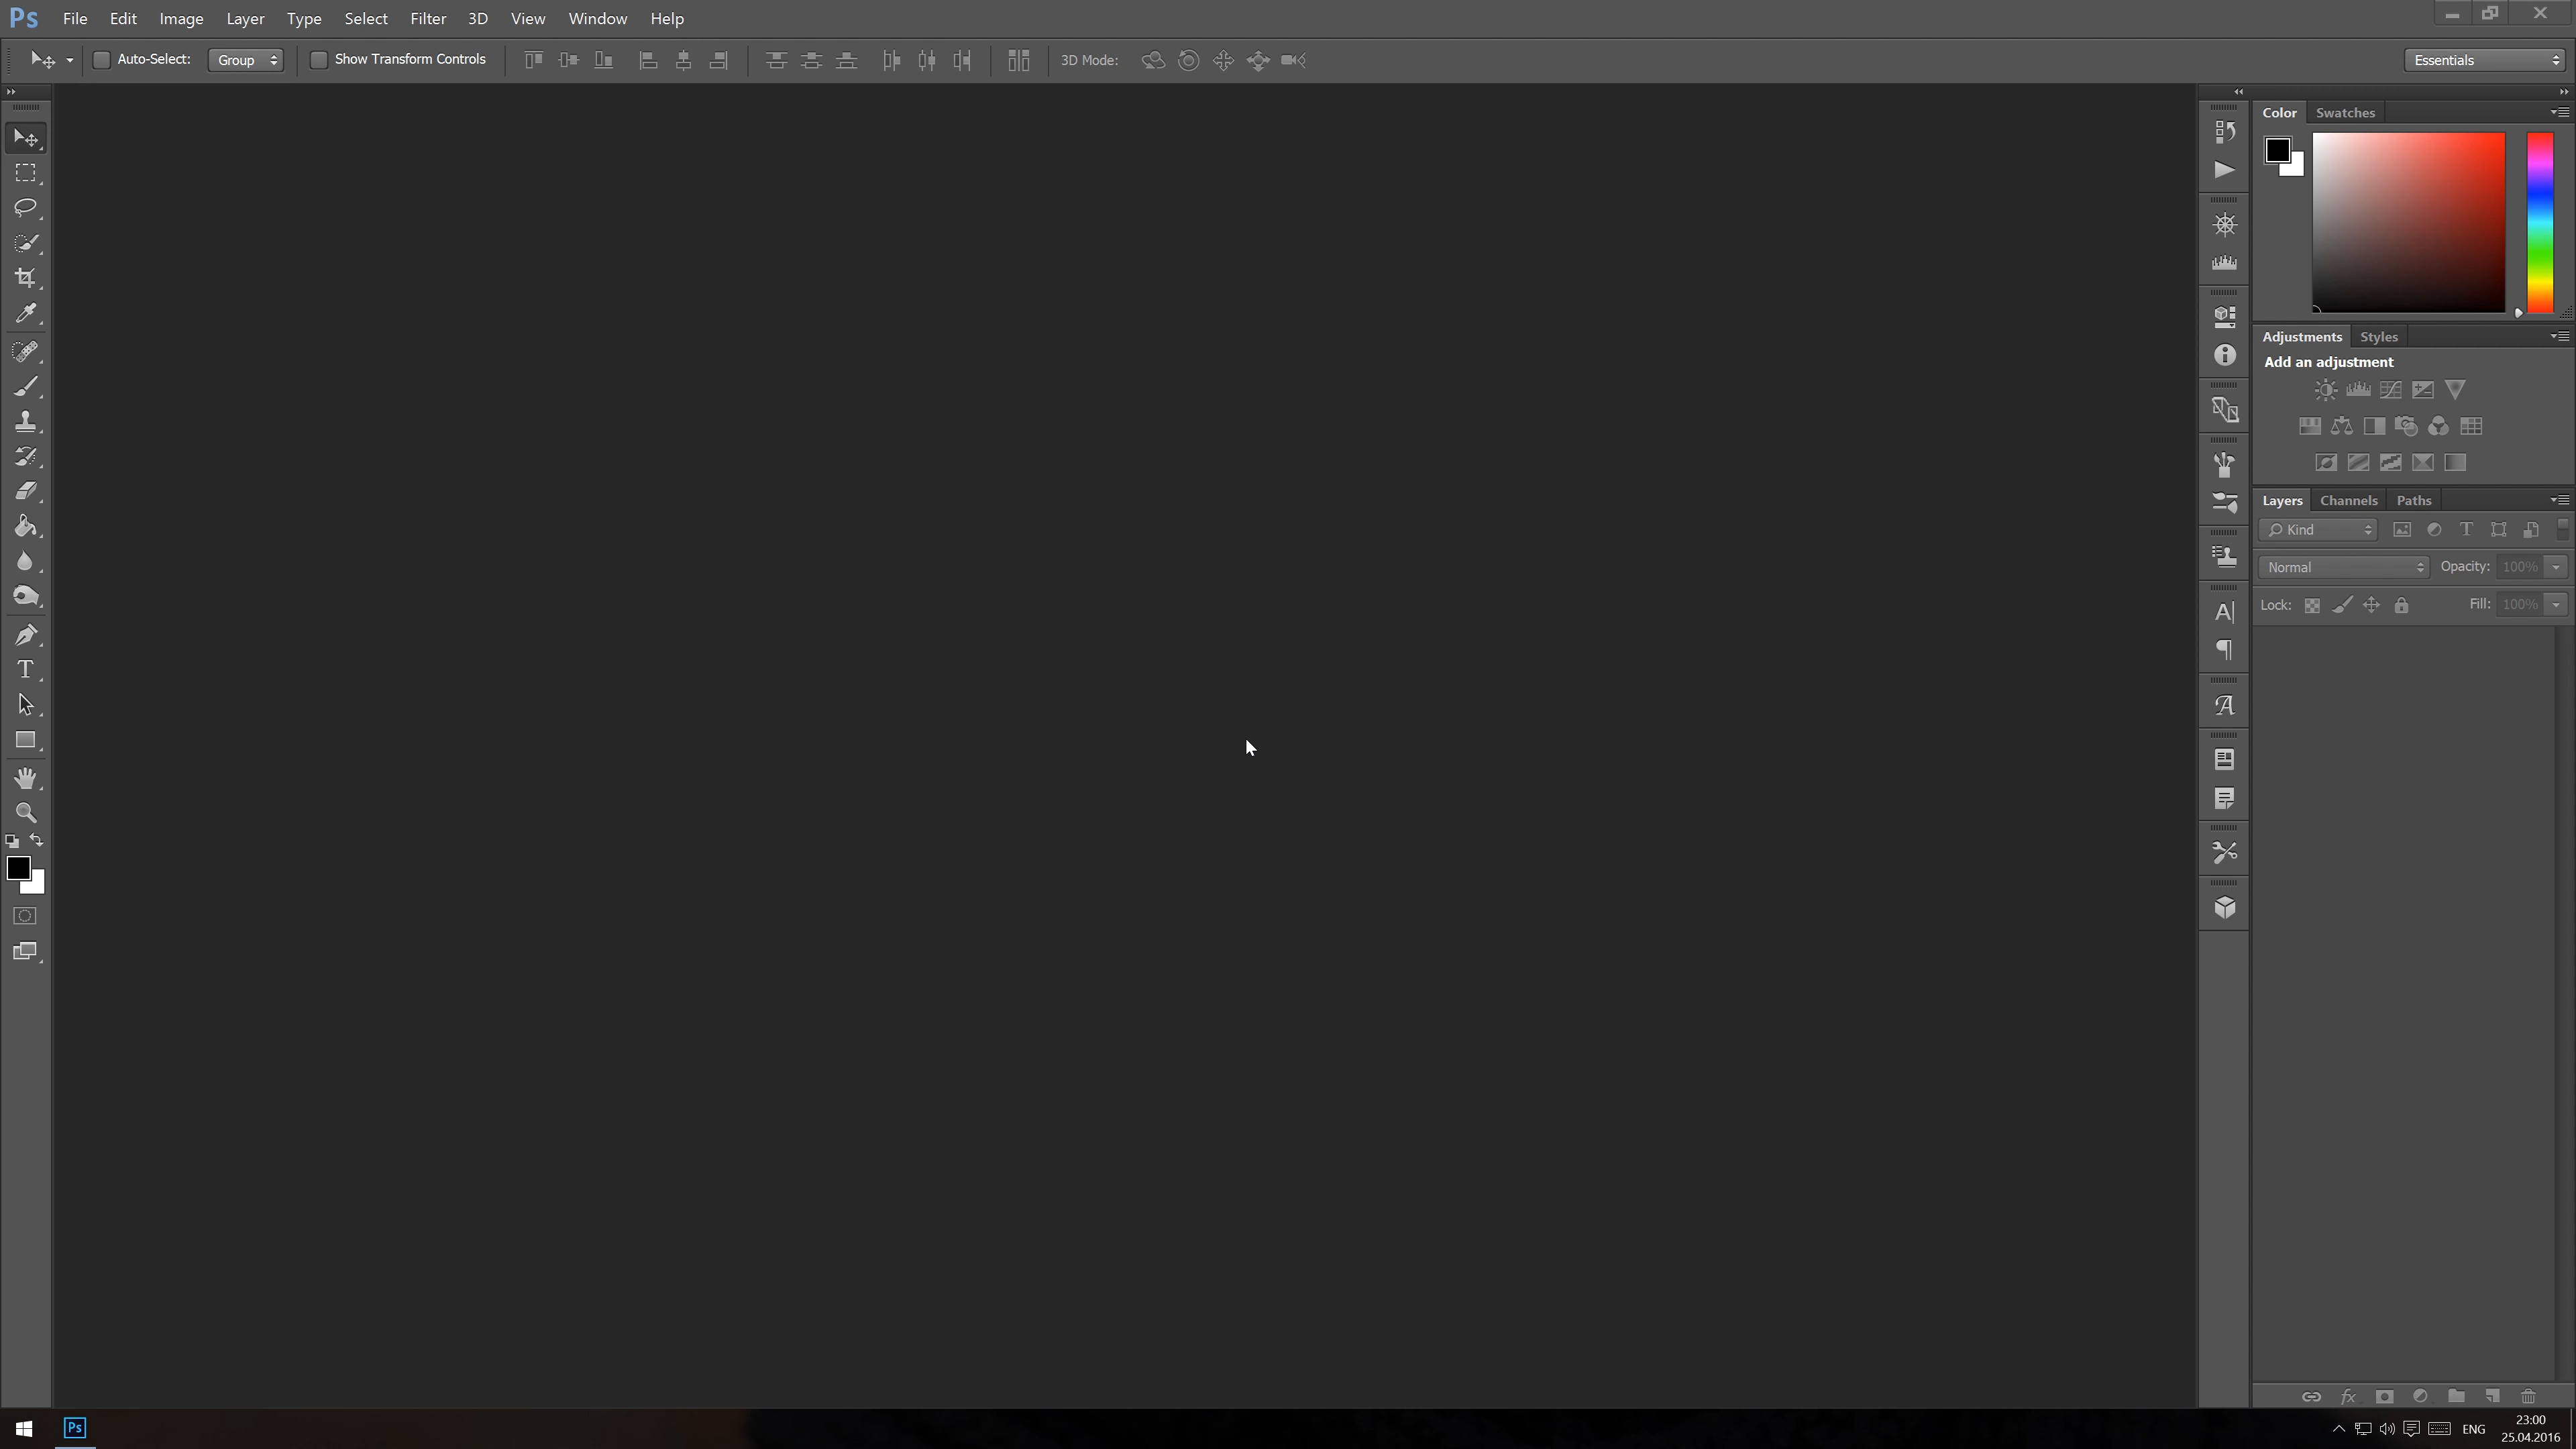 Ps File Edit Image Layer Type Select Filter 3D View Window Help
Auto-Select: Group Show Transform Controls 3D Mode: Essentials
Color Swatches
Adjustments Styles
Add an adjustment
Layers Channels Paths
Kind
Normal Opacity: 100%
Lock: Fill: 100%
Ps ENG 23:00
25.04.2016